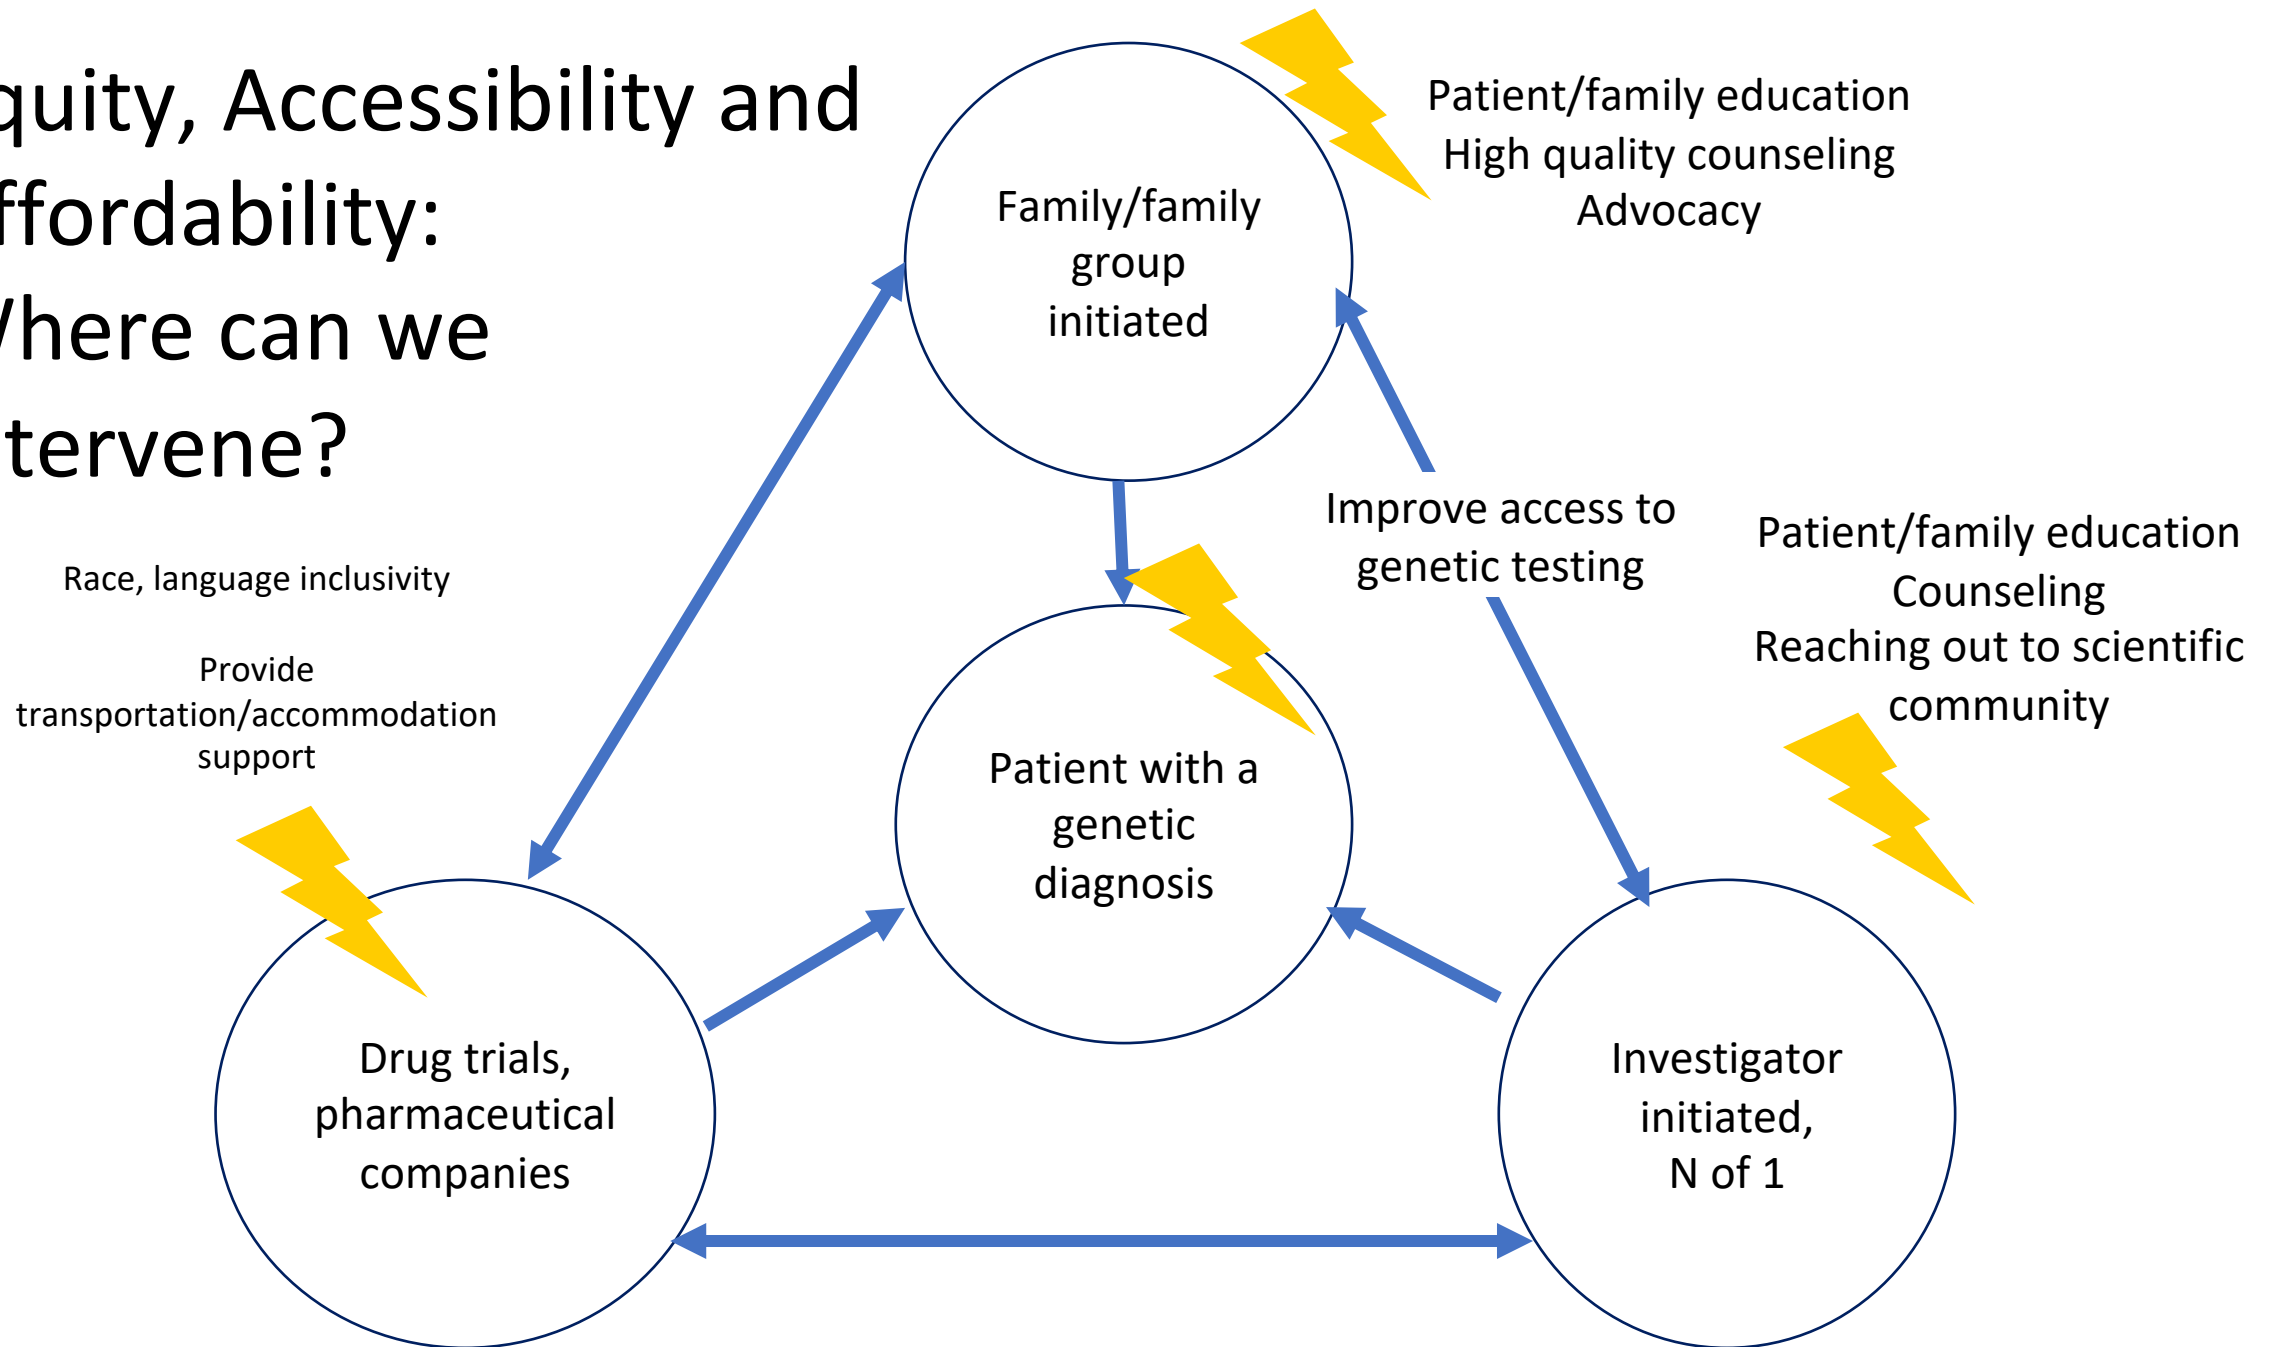 quity, Accessibility and
ffordability:
Where can we
ntervene?
Patient/family education
High quality counseling
Advocacy
Family/family
group
initiated
Improve access to
genetic testing
Patient/family education
Counseling
Reaching out to scientific
community
Race, language inclusivity
Provide
transportation/accommodation
support
Patient with a
genetic
diagnosis
Drug trials,
pharmaceutical
companies
Investigator
initiated,
N of 1